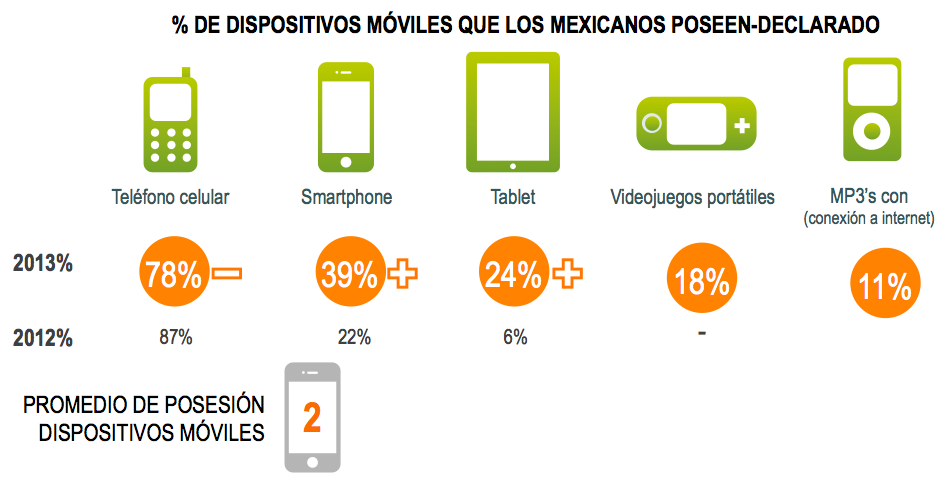 % DE DISPOSITIVOS MÓVILES QUE LOS MEXICANOS POSEEN-DECLARADO
Teléfono celular
Smartphone
Tablet
Videojuegos portátiles
MP3's con
(conexión a internet)
2013%
78%
39%
24%
18%
11%
2012%
87%
22%
6%
-
PROMEDIO DE POSESIÓN
DISPOSITIVOS MÓVILES
2